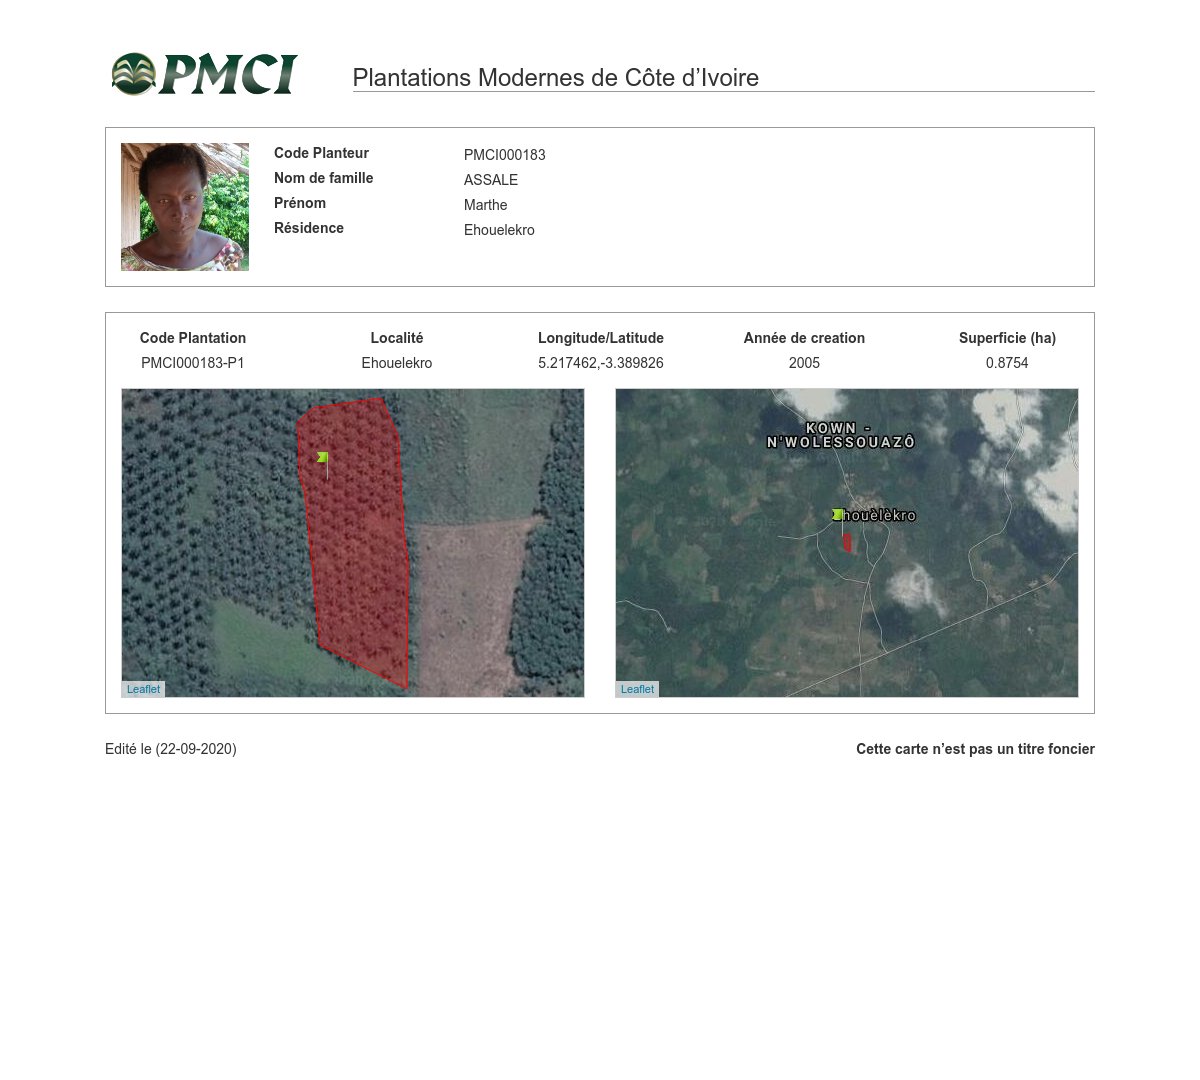 PMCI
Plantations Modernes de Côte d’Ivoire
Code Planteur PMCI000183
Nom de famille ASSALE
Prénom Marthe
Résidence Ehouelekro
Code Plantation Localité Longitude/Latitude Année de creation Superficie (ha)
PMCI000183-P1 Ehouelekro 5.217462,-3.389826 2005 0.8754
KOWN -
N'WOLESSOUAZÔ
houèlèkro
Leaflet Leaflet
Edité le (22-09-2020) Cette carte n’est pas un titre foncier